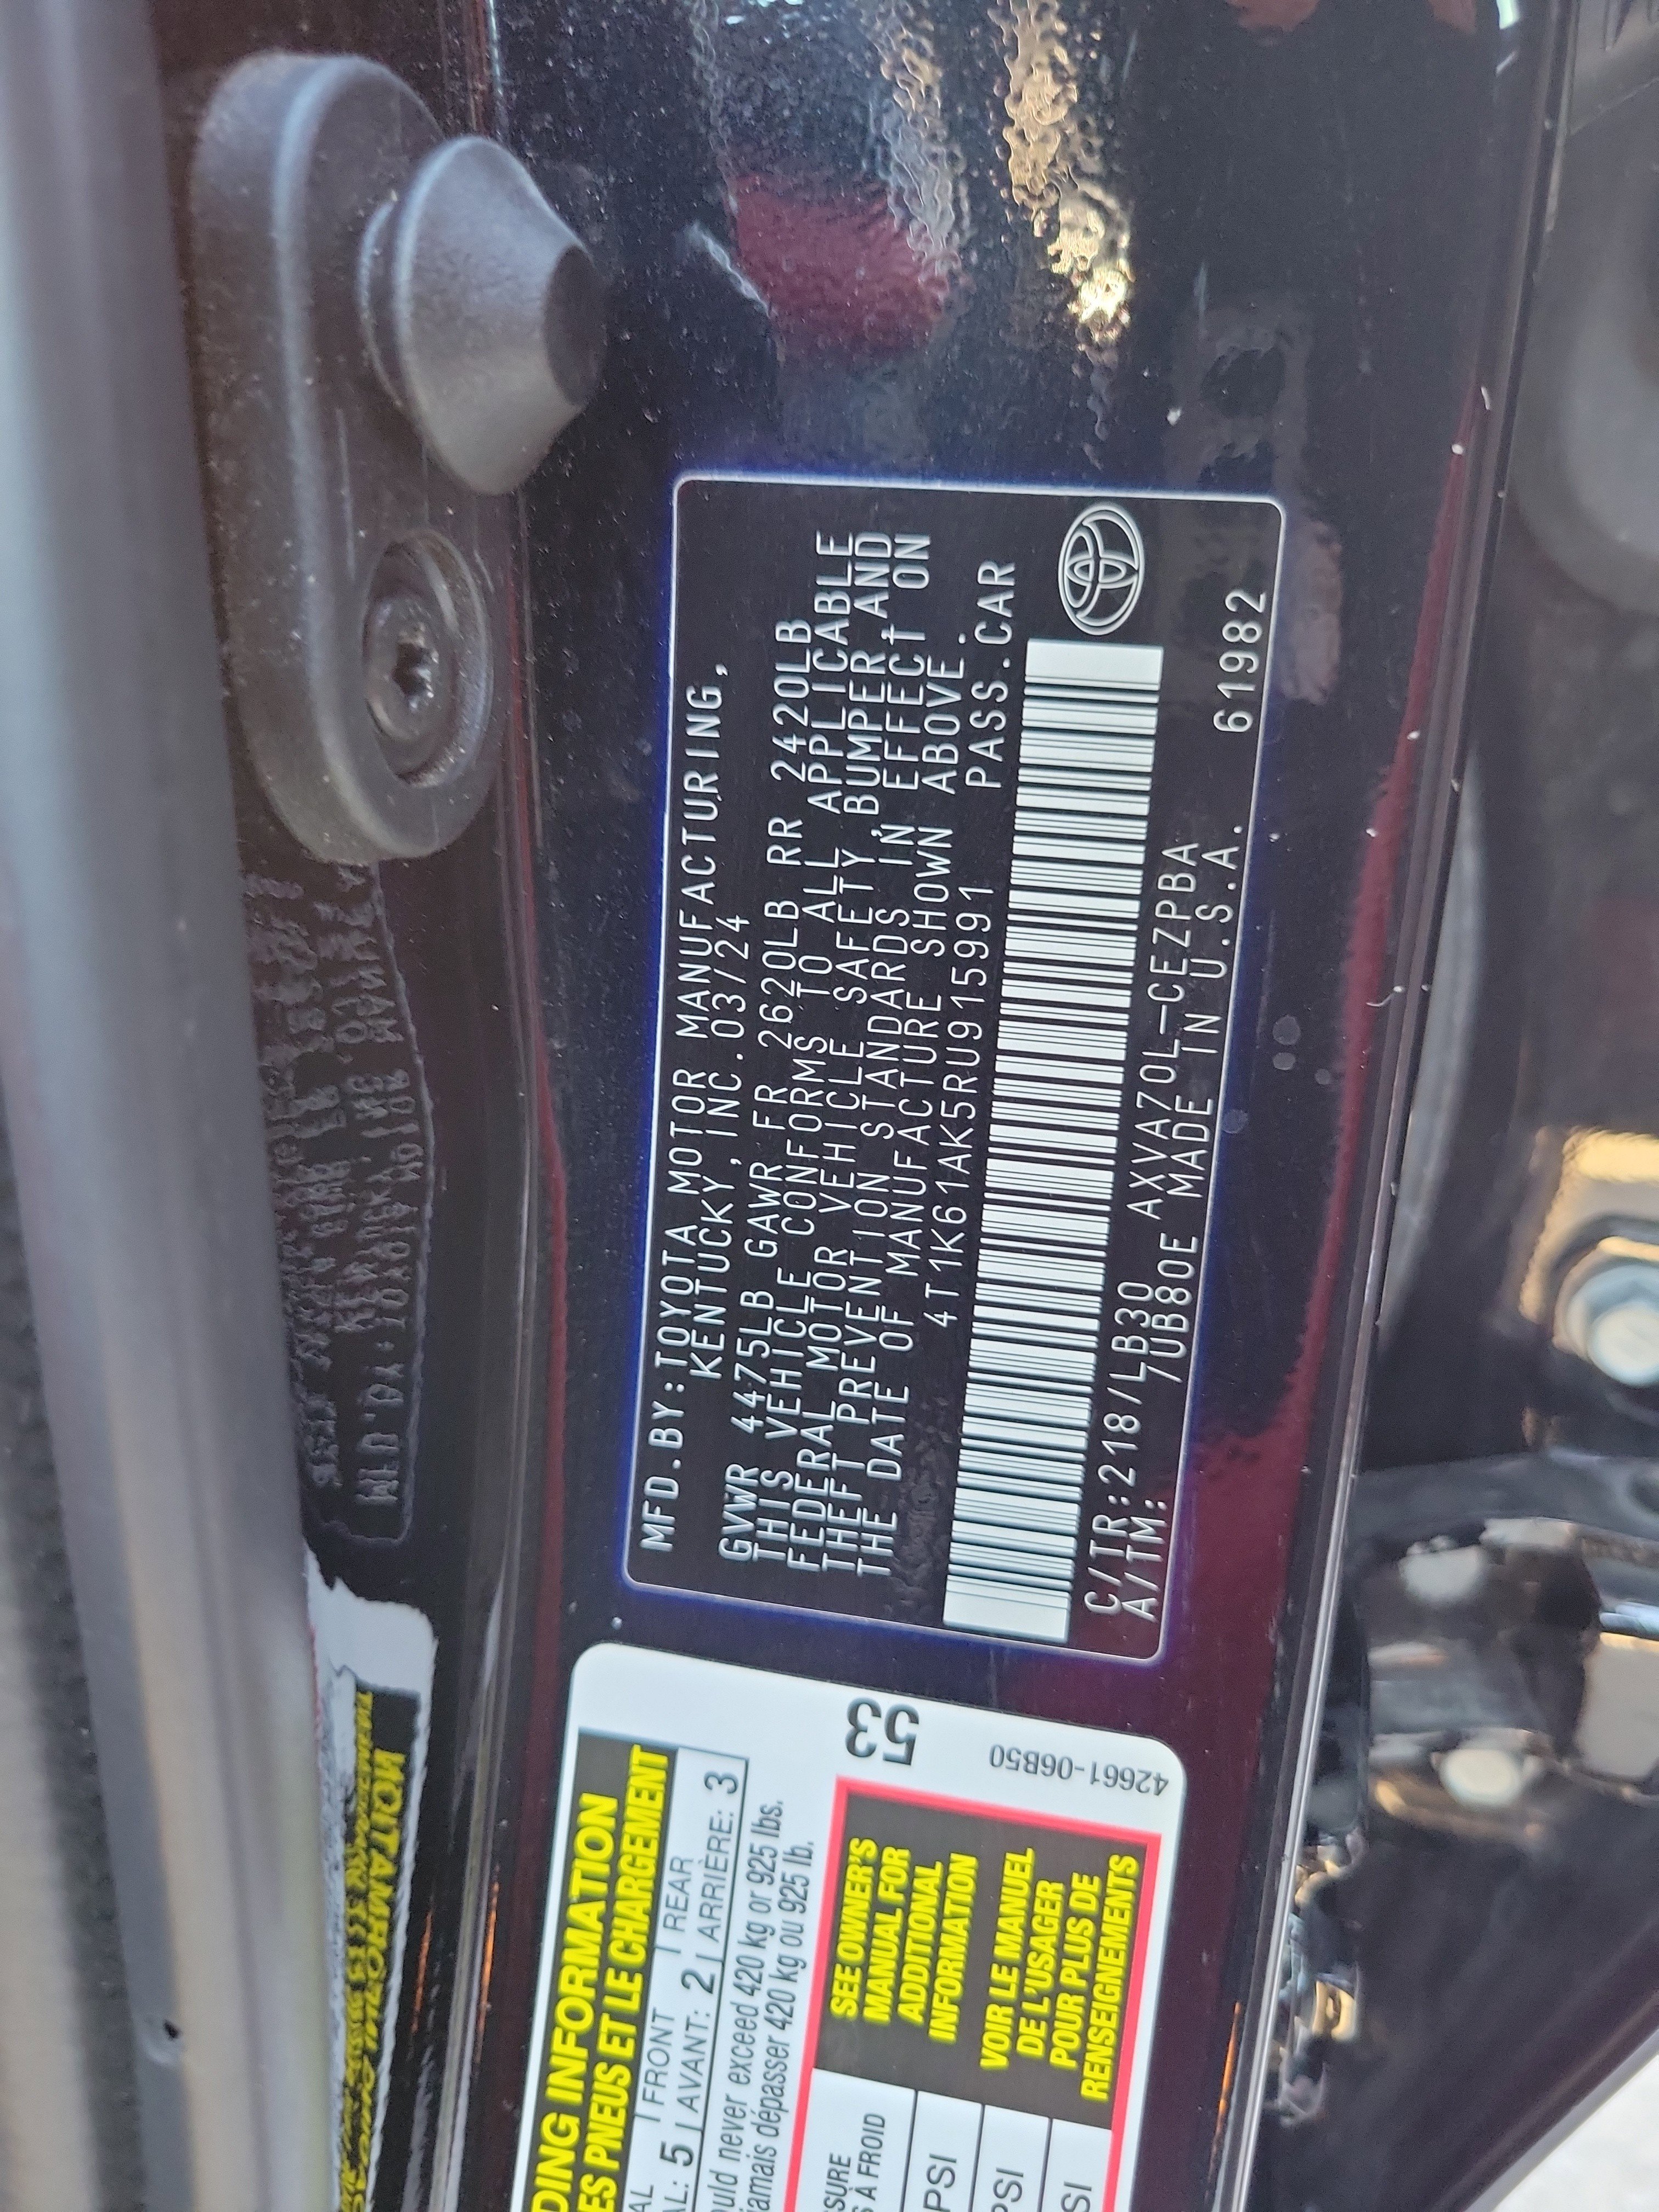 MFD.BY:TOYOTA MOTOR MANUFACTURING,
KENTUCKY, INC.03/24
GVWR 4475LB GAWR FR 2620LB RR 2420LB
THIS VEHICLE CONFORMS TO ALL APPLICABLE
FEDERAL MOTOR VEHICLE SAFETY,BUMPER AND
THEFT PREVENTION STANDARDS IN EFFECT ON
THE DATE OF MANUFACTURE SHOWN ABOVE.
4T1K61AK5RU915991 PASS.CAR
C/TR:218/LB30 AXVA70L-CEZPBA
A/TM: /UB80E MADE IN U.S.A. 61982
DING INFORMATION
ES PNEUS ET LE CHARGEMENT
FRONT REAR
5 AVANT: 2 ARRIÈRE: 3
never exceed 420 kg or 925 lbs.
jamais dépasser 420 kg ou 925 lb.
53
42661-06B50
SEE OWNER'S
MANUAL FOR
ADDITIONAL
INFORMATION
VOIR LE MANUEL
DE L'USAGER
POUR PLUS DE
RENSEIGNEMENTS
À FROID
PSI
PSI
SI